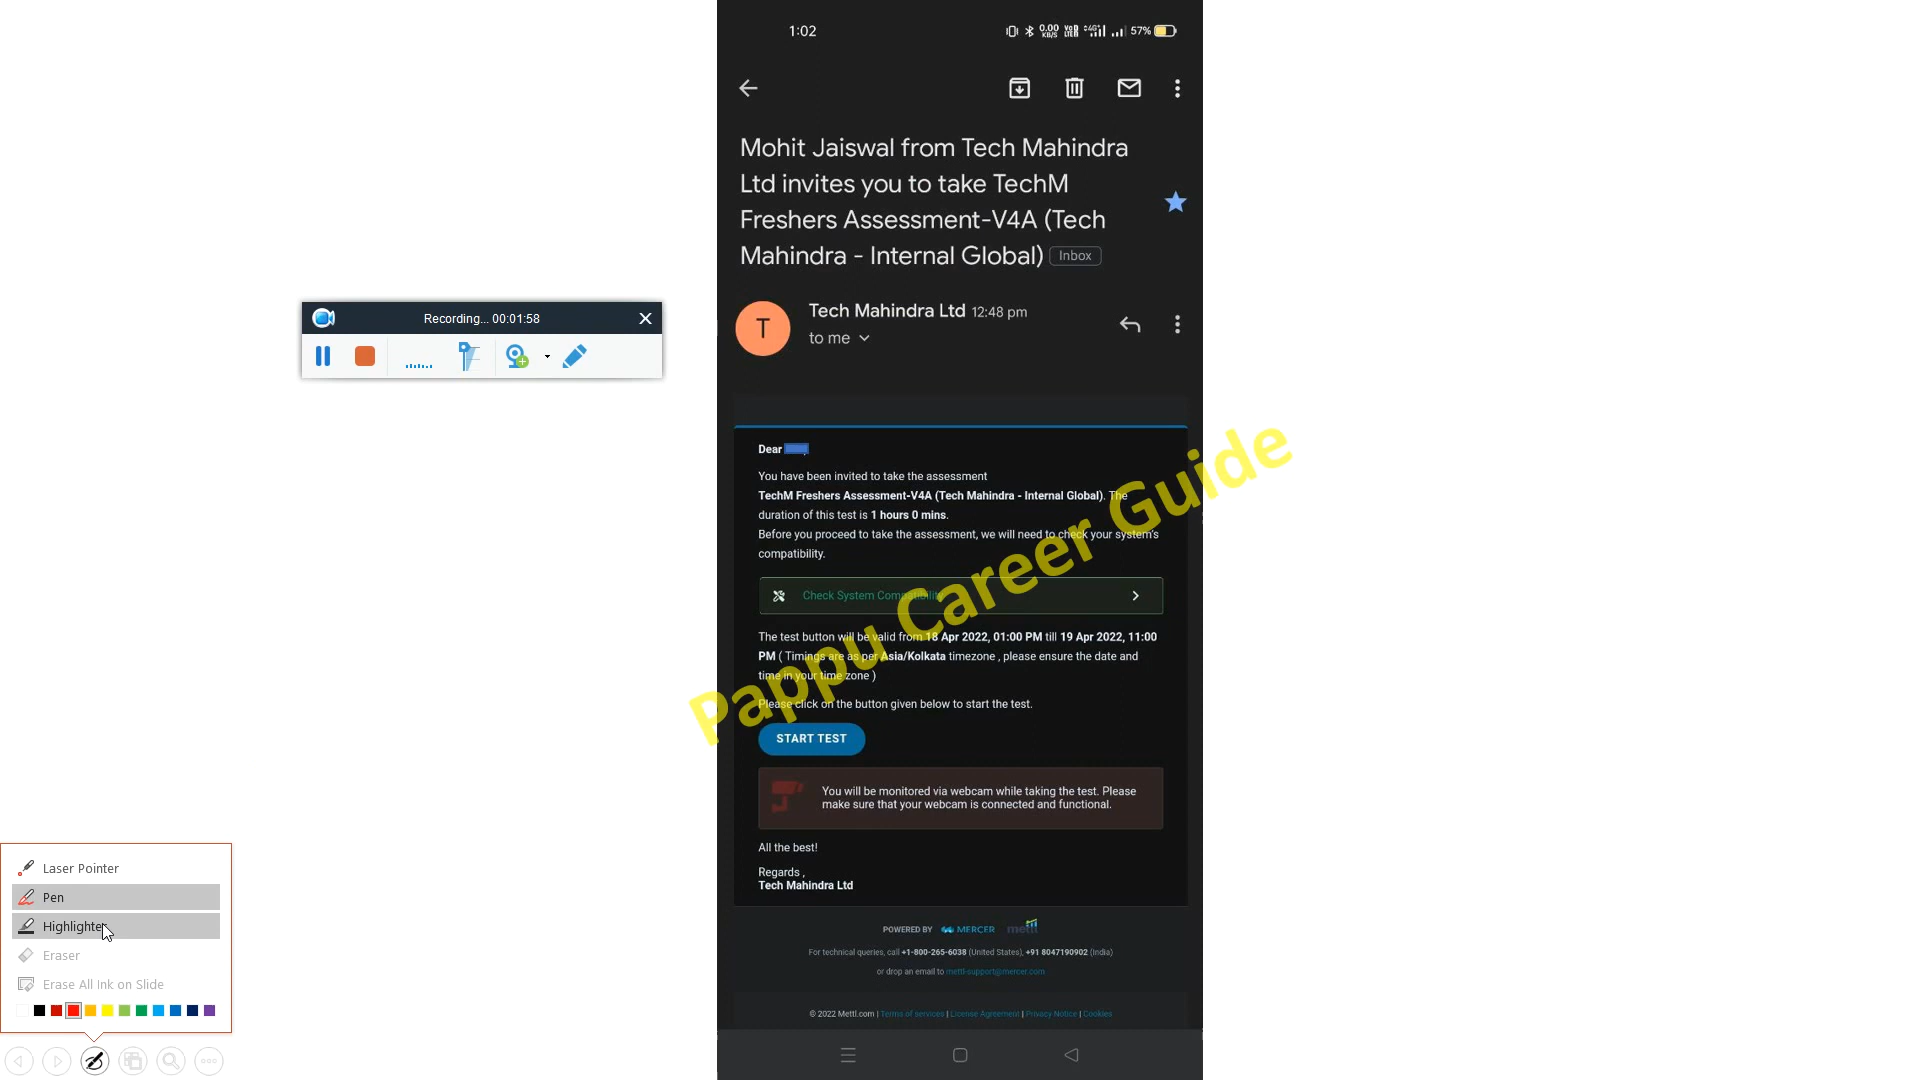 1:02
0.00
KB/S
57%
Mohit Jaiswal from Tech Mahindra
Ltd invites you to take TechM
Freshers Assessment-V4A (Tech
Mahindra - Internal Global) Inbox
Recording... 00:01:58
T
Tech Mahindra Ltd 12:48 pm
to me
Dear
You have been invited to take the assessment
TechM Freshers Assessment-V4A (Tech Mahindra - Internal Global). The
duration of this test is 1 hours 0 mins.
Before you proceed to take the assessment, we will need to check your system's
compatibility.
Check System Compatibility
The test button will be valid from 18 Apr 2022, 01:00 PM till 19 Apr 2022, 11:00
PM ( Timings are as per Asia/Kolkata timezone , please ensure the date and
time in your time zone )
Please click on the button given below to start the test.
START TEST
You will be monitored via webcam while taking the test. Please
make sure that your webcam is connected and functional.
All the best!
Regards ,
Tech Mahindra Ltd
POWERED BY MERCER mettl
For technical queries, call +1-800-265-6038 (United States), +91 8047190902 (India)
or drop an email to mettl-support@mercer.com
© 2022 Mettl.com | Terms of services | License Agreement | Privacy Notice | Cookies
Pappu Career Guide
Laser Pointer
Pen
Highlighter
Eraser
Erase All Ink on Slide